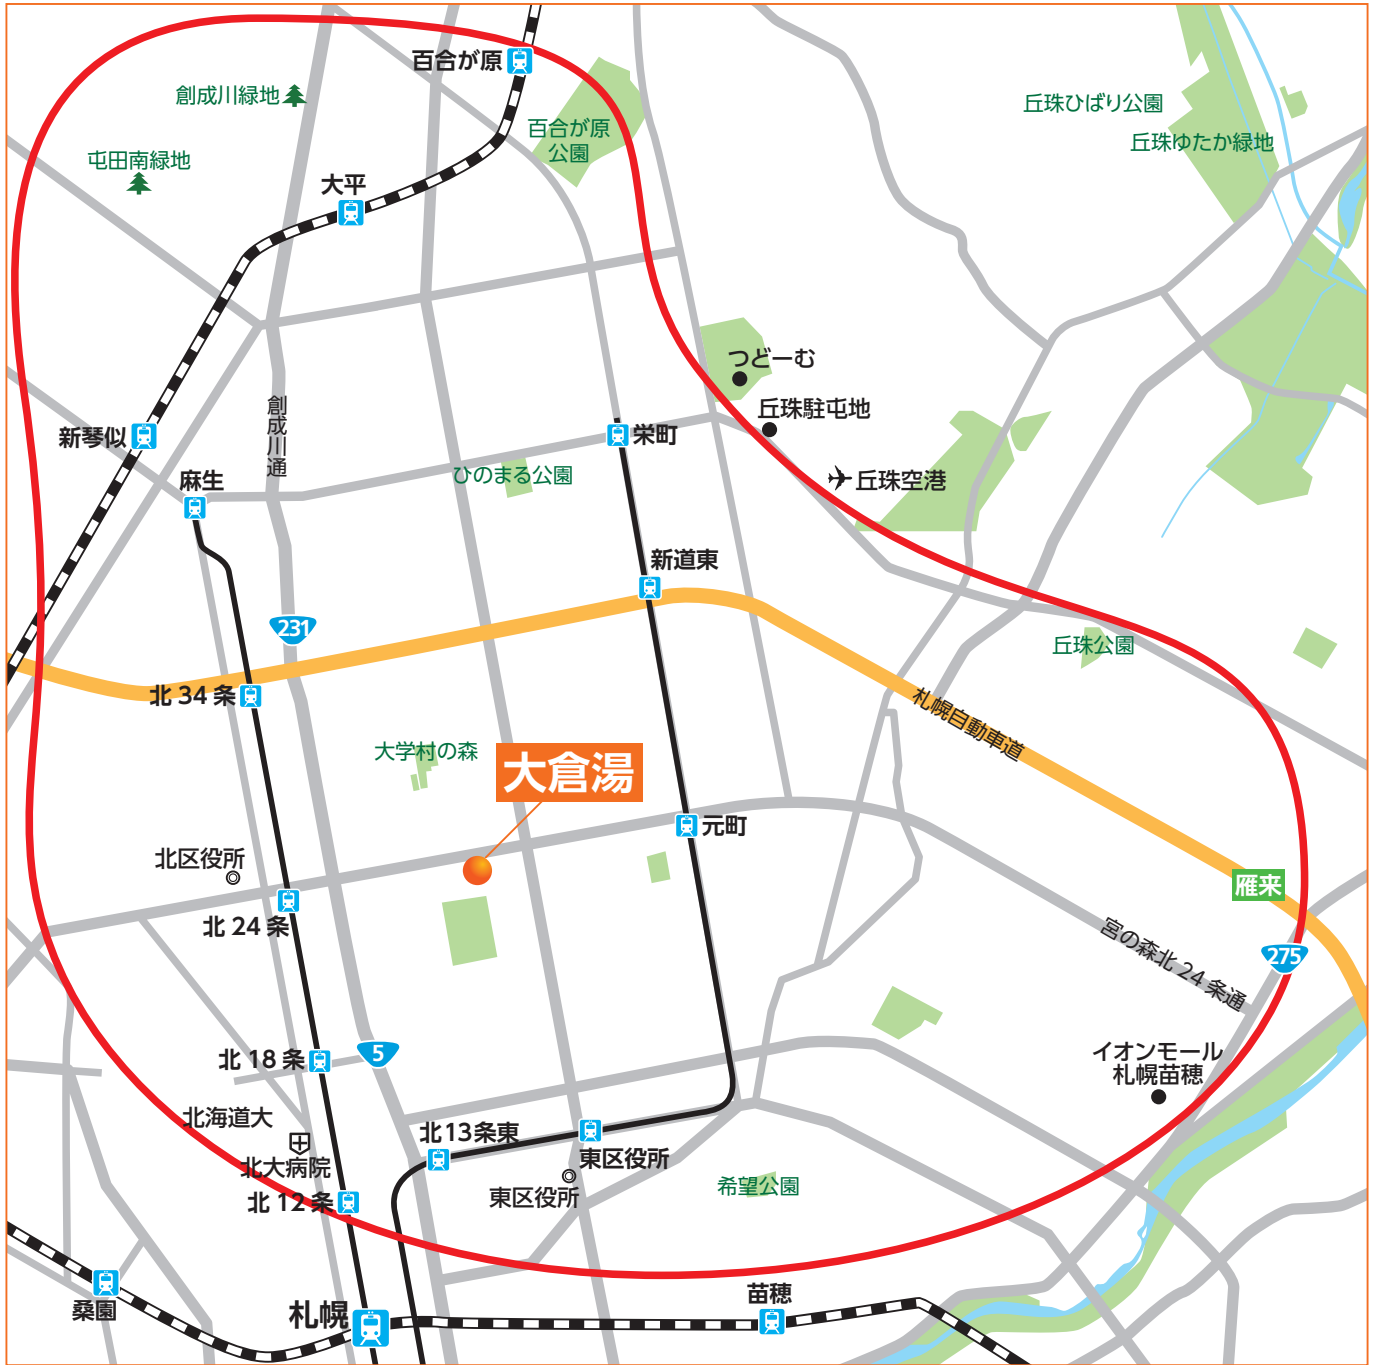 百合が原
創成川緑地
百合が原
公園
丘珠ひばり公園
丘珠ゆたか緑地
屯田南緑地
大平
つどーむ
丘珠駐屯地
創成川通
新琴似
栄町
麻生
ひのまる公園
丘珠空港
新道東
231
丘珠公園
北34条
札幌自動車道
大学村の森
大倉湯
元町
北区役所
雁来
北24条
宮の森北24条通
275
北18条
5
イオンモール
札幌苗穂
北海道大
北13条東
北大病院
東区役所
東区役所
希望公園
北12条
桑園
札幌
苗穂